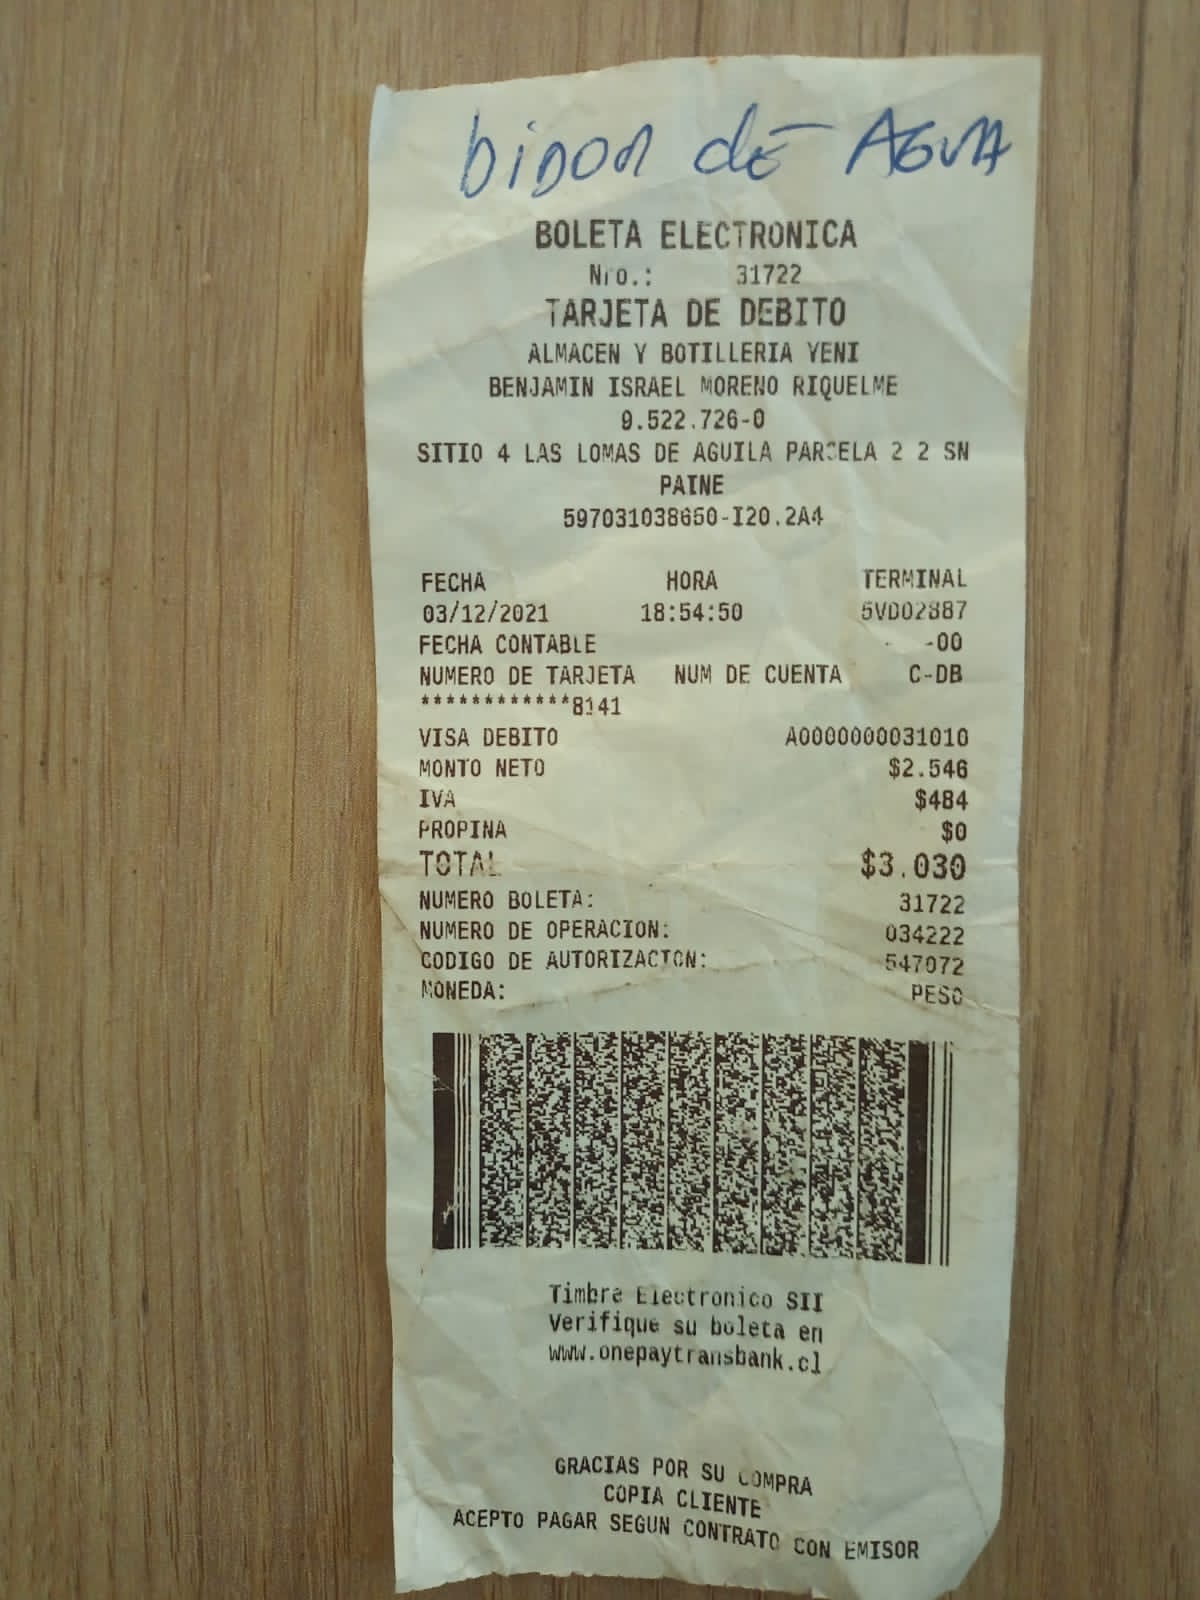 bidon de AGUA
BOLETA ELECTRONICA
Nro.: 31722
TARJETA DE DEBITO
ALMACEN Y BOTILLERIA YENI
BENJAMIN ISRAEL MORENO RIQUELME
9.522.726-0
SITIO 4 LAS LOMAS DE AGUILA PARCELA 2 2 SN
PAINE
597031038650-I20.2A4
FECHA HORA TERMINAL
03/12/2021 18:54:50 5VD02887
FECHA CONTABLE - -00
NUMERO DE TARJETA NUM DE CUENTA C-DB
************8141
VISA DEBITO A0000000031010
MONTO NETO $2.546
IVA $484
PROPINA $0
TOTAL $3.030
NUMERO BOLETA: 31722
NUMERO DE OPERACION: 034222
CODIGO DE AUTORIZACION: 547072
MONEDA: PESO
Timbre Electronico SII
Verifique su boleta en
www.onepaytransbank.cl
GRACIAS POR SU COMPRA
COPIA CLIENTE
ACEPTO PAGAR SEGUN CONTRATO CON EMISOR